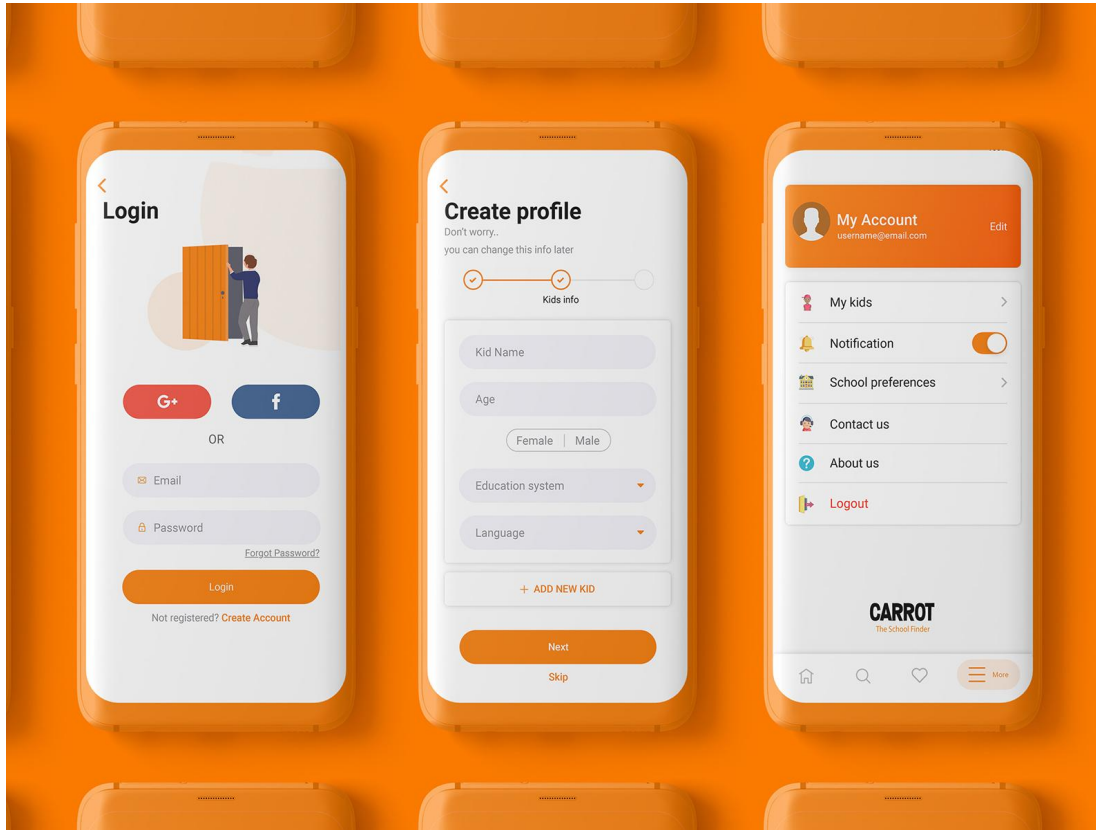 Login
G+ f
OR
Email
Password
Forgot Password?
Login
Not registered? Create Account
Create profile
Don't worry..
you can change this info later
Kids info
Kid Name
Age
Female | Male
Education system
Language
+ ADD NEW KID
Next
Skip
My Account
username@email.com
Edit
My kids
Notification
School preferences
Contact us
? About us
Logout
CARROT
The School Finder
More